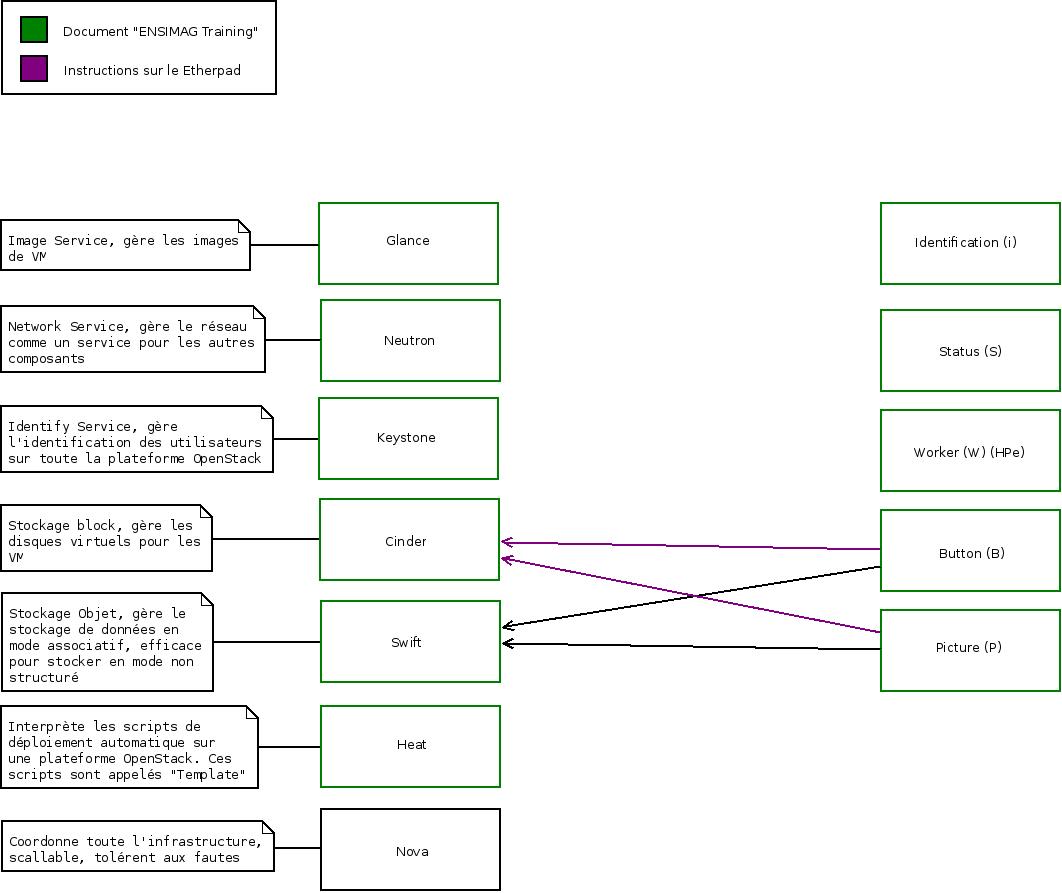 Document "ENSIMAG Training"
Instructions sur le Etherpad
Image Service, gère les images
de VM
Glance
Identification (i)
Network Service, gère le réseau
comme un service pour les autres
composants
Neutron
Status (S)
Identify Service, gère
l'identification des utilisateurs
sur toute la plateforme OpenStack
Keystone
Worker (W) (HPe)
Stockage block, gère les
disques virtuels pour les
VM
Cinder
Button (B)
Stockage Objet, gère le
stockage de données en
mode associatif, efficace
pour stocker en mode non
structuré
Swift
Picture (P)
Interprète les scripts de
déploiement automatique sur
une plateforme OpenStack. Ces
scripts sont appelés "Template"
Heat
Coordonne toute l'infrastructure,
scallable, tolérent aux fautes
Nova